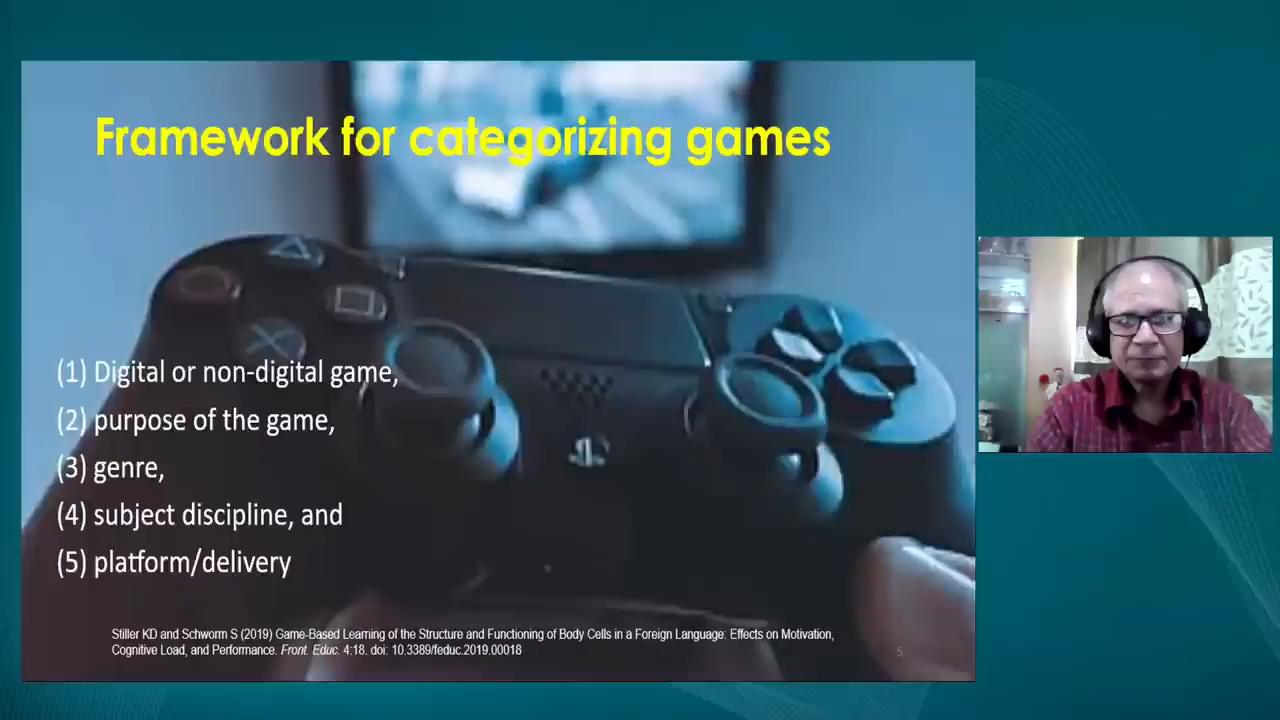 Framework for categorizing games
(1) Digital or non-digital game,
(2) purpose of the game,
(3) genre,
(4) subject discipline, and
(5) platform/delivery
Stiller KD and Schworm S (2019) Game-Based Learning of the Structure and Functioning of Body Cells in a Foreign Language: Effects on Motivation,
Cognitive Load, and Performance. Front. Educ. 4:18. doi: 10.3389/feduc.2019.00018
5